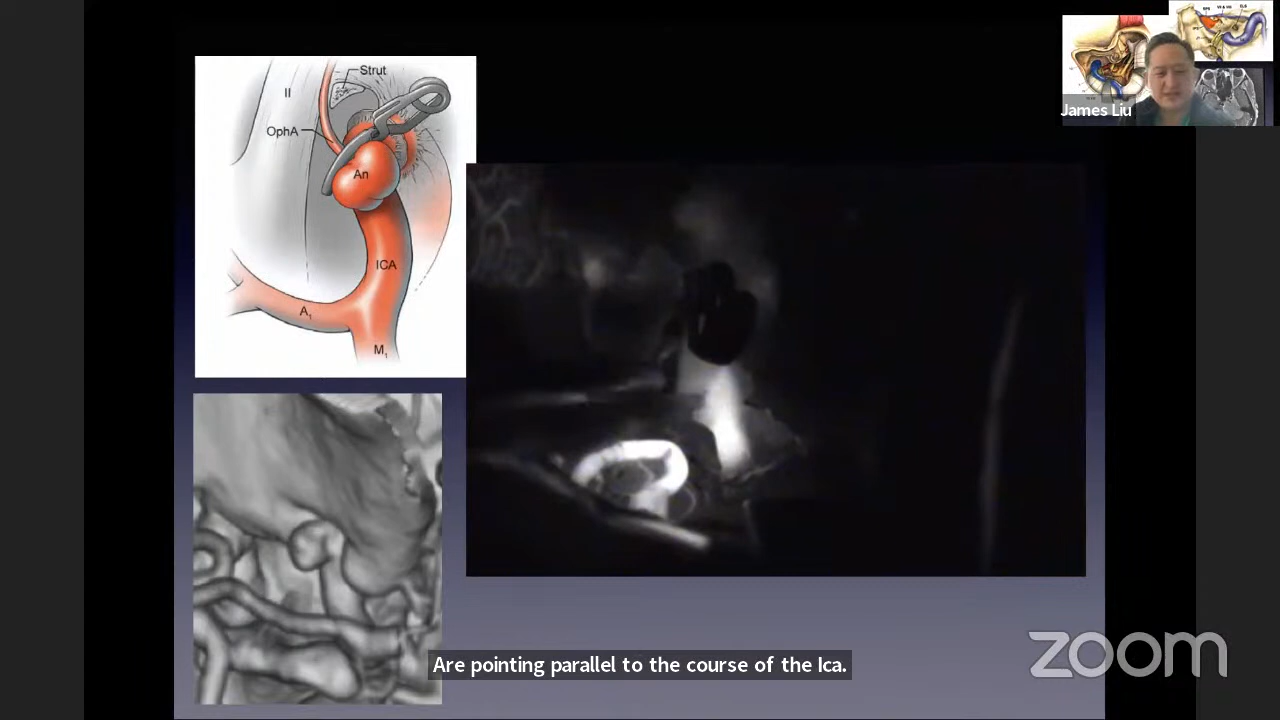 Strut
II
OphA
An
ICA
A1
M1
James Liu
Are pointing parallel to the course of the Ica.
zoom